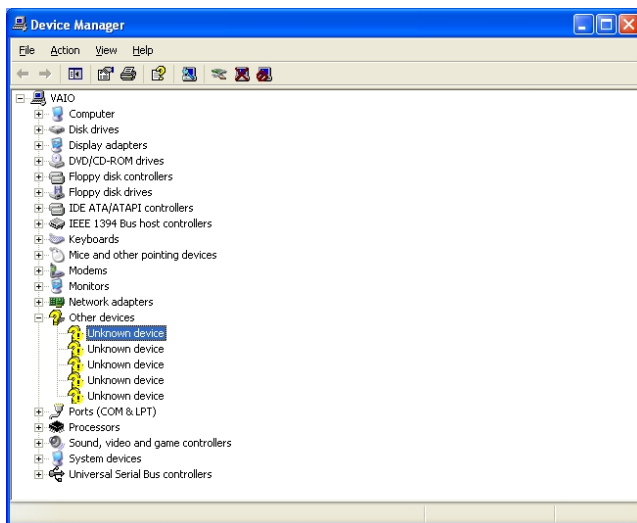 Device Manager
File Action View Help
VAIO
Computer
Disk drives
Display adapters
DVD/CD-ROM drives
Floppy disk controllers
Floppy disk drives
IDE ATA/ATAPI controllers
IEEE 1394 Bus host controllers
Keyboards
Mice and other pointing devices
Modems
Monitors
Network adapters
Other devices
Unknown device
Unknown device
Unknown device
Unknown device
Unknown device
Ports (COM & LPT)
Processors
Sound, video and game controllers
System devices
Universal Serial Bus controllers